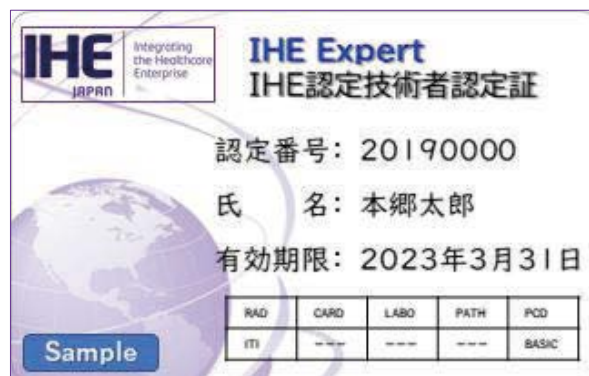 IHE
JAPAN
Integrating
the Healthcare
Enterprise
IHE Expert
IHE認定技術者認定証
認定番号： 20190000
氏　　名： 本郷太郎
有効期限： 2023年3月31日
RAD CARD LABO PATH PCD
ITI --- --- --- BASIC
Sample